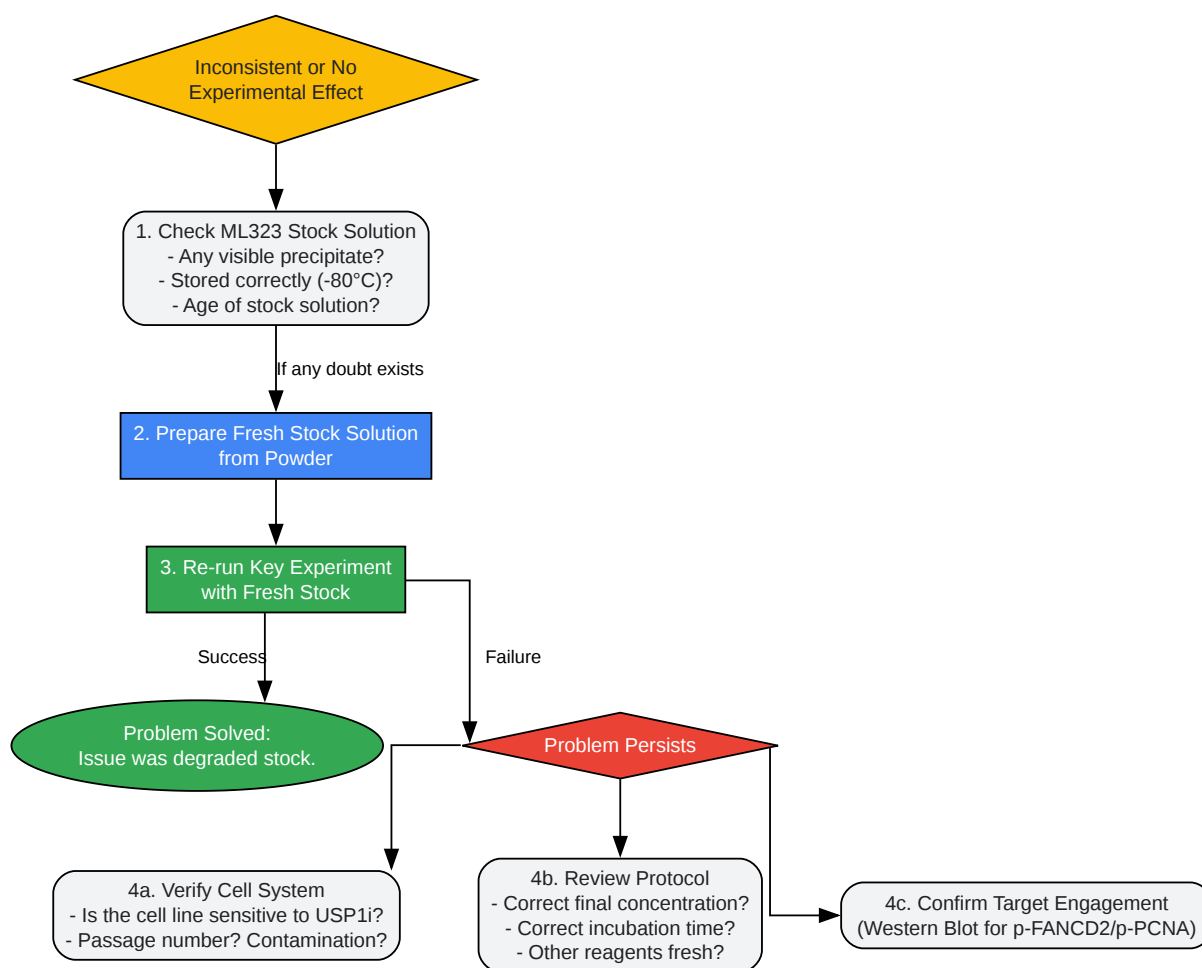 Inconsistent or No
Experimental Effect
1. Check ML323 Stock Solution
- Any visible precipitate?
- Stored correctly (-80°C)?
- Age of stock solution?
If any doubt exists
2. Prepare Fresh Stock Solution
from Powder
3. Re-run Key Experiment
with Fresh Stock
Success
Failure
Problem Solved:
Issue was degraded stock.
Problem Persists
4a. Verify Cell System
- Is the cell line sensitive to USP1i?
- Passage number? Contamination?
4b. Review Protocol
- Correct final concentration?
- Correct incubation time?
- Other reagents fresh?
4c. Confirm Target Engagement
(Western Blot for p-FANCD2/p-PCNA)